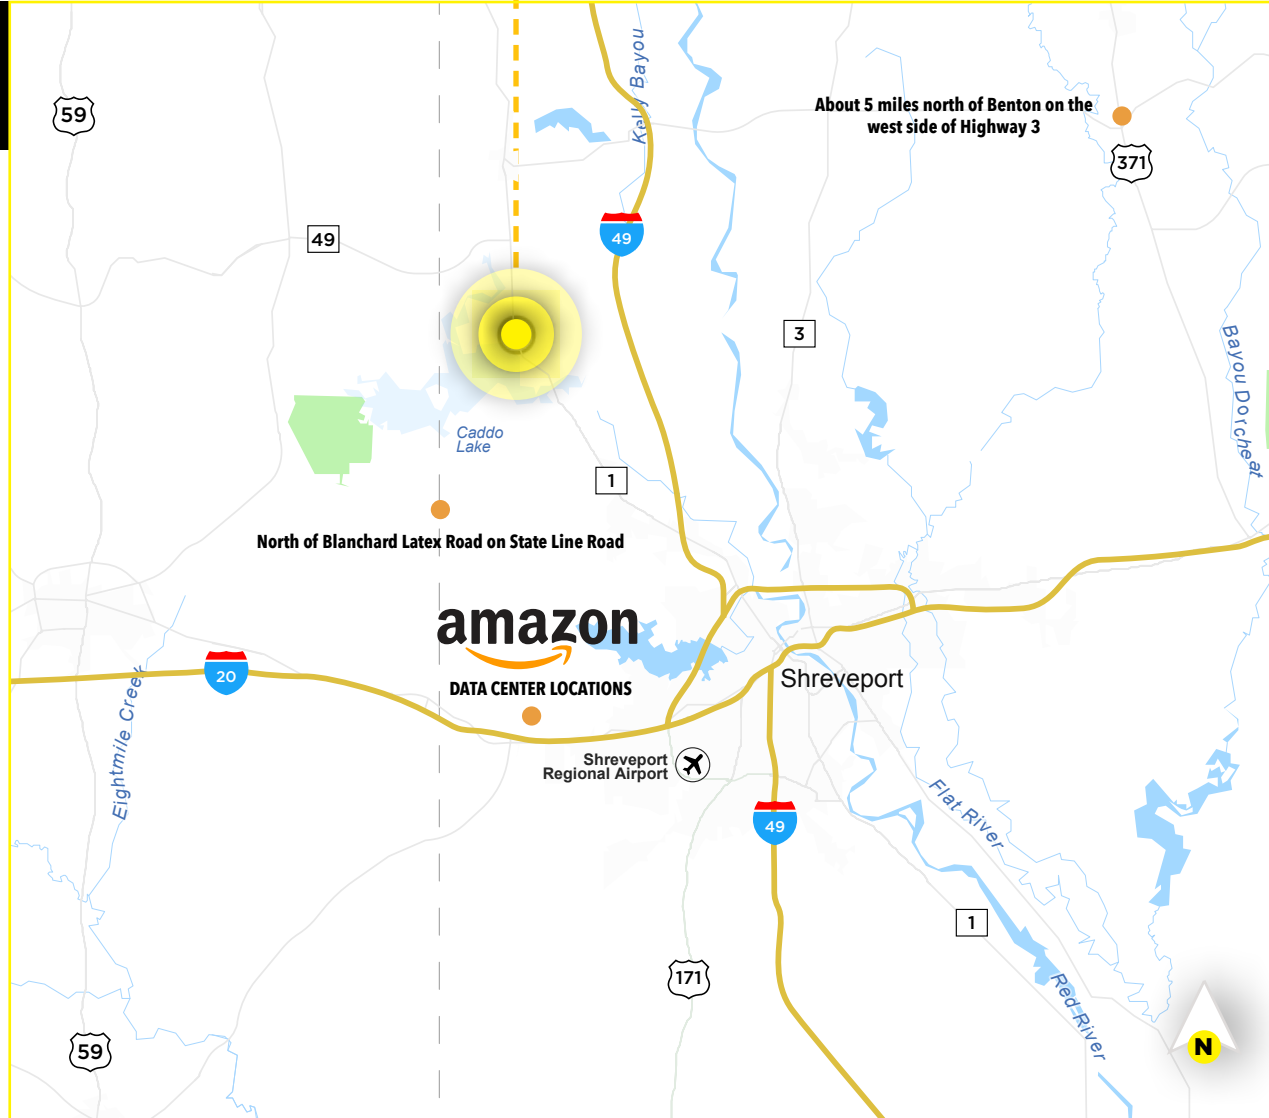 Kelly Bayou
59
About 5 miles north of Benton on the
west side of Highway 3
371
49
49
3
Bayou Dorcheat
Caddo
Lake
1
North of Blanchard Latex Road on State Line Road
amazon
20
Shreveport
DATA CENTER LOCATIONS
Eightmile Creek
Shreveport
Regional Airport
49
Flat River
1
171
Red River
59
N